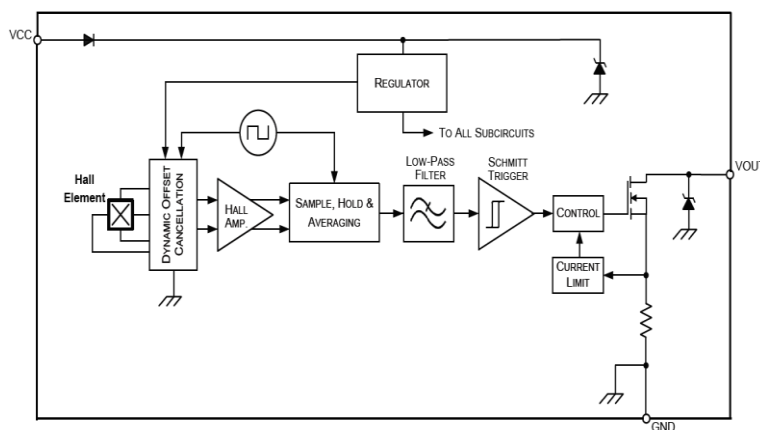 VCC
REGULATOR
TO ALL SUBCIRCUITS
Hall
Element
DYNAMIC OFFSET
CANCELLATION
HALL
AMP.
SAMPLE, HOLD &
AVERAGING
LOW-PASS
FILTER
SCHMITT
TRIGGER
CONTROL
CURRENT
LIMIT
VOUT
GND